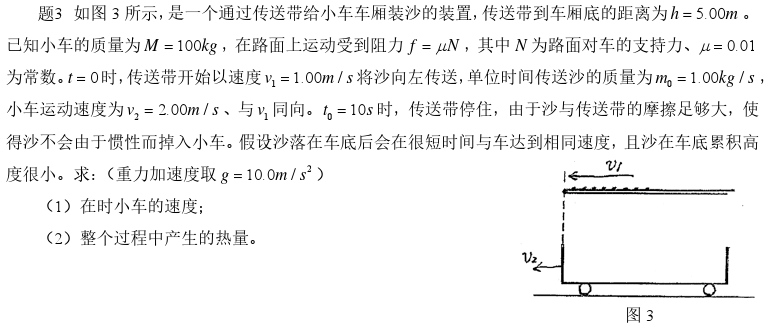 题3 如图 3 所示，是一个通过传送带给小车车厢装沙的装置，传送带到车厢底的距离为h = 5.00m 。
已知小车的质量为M = 100kg ，在路面上运动受到阻力 f = μN ，其中 N 为路面对车的支持力、μ = 0.01
为常数。t = 0时，传送带开始以速度v₁ = 1.00m / s 将沙向左传送，单位时间传送沙的质量为m₀ = 1.00kg / s ，
小车运动速度为v₂ = 2.00m / s 、与v₁ 同向。t₀ = 10s 时，传送带停住，由于沙与传送带的摩擦足够大，使
得沙不会由于惯性而掉入小车。假设沙落在车底后会在很短时间与车达到相同速度，且沙在车底累积高
度很小。求：（重力加速度取 g = 10.0m / s² ）
（1）在时小车的速度；
（2）整个过程中产生的热量。
v₁
v₂
图 3